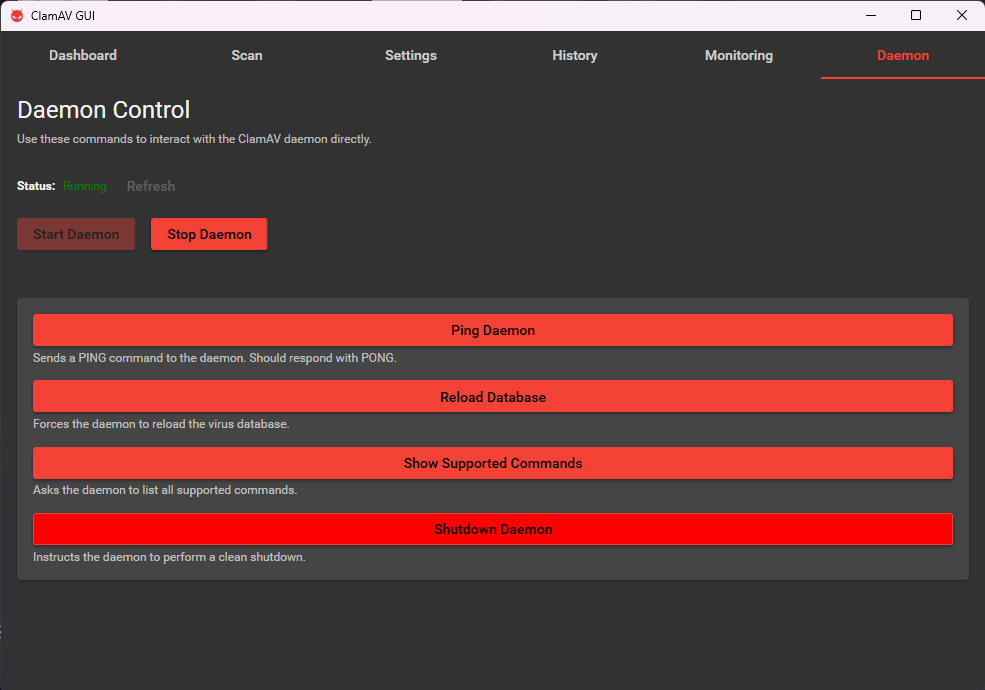 ClamAV GUI
Dashboard Scan Settings History Monitoring Daemon
Daemon Control
Use these commands to interact with the ClamAV daemon directly.
Status: Running Refresh
Start Daemon Stop Daemon
Ping Daemon
Sends a PING command to the daemon. Should respond with PONG.
Reload Database
Forces the daemon to reload the virus database.
Show Supported Commands
Asks the daemon to list all supported commands.
Shutdown Daemon
Instructs the daemon to perform a clean shutdown.